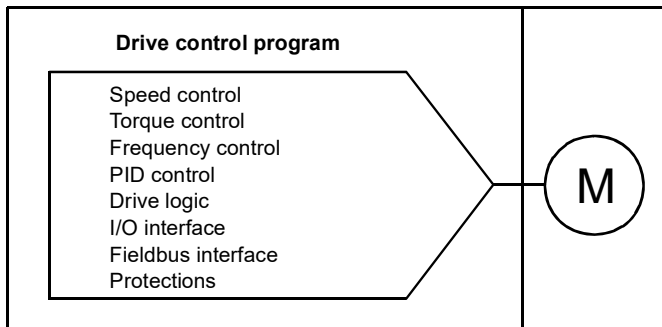 Drive control program
Speed control
Torque control
Frequency control
PID control
Drive logic
I/O interface
Fieldbus interface
Protections
M